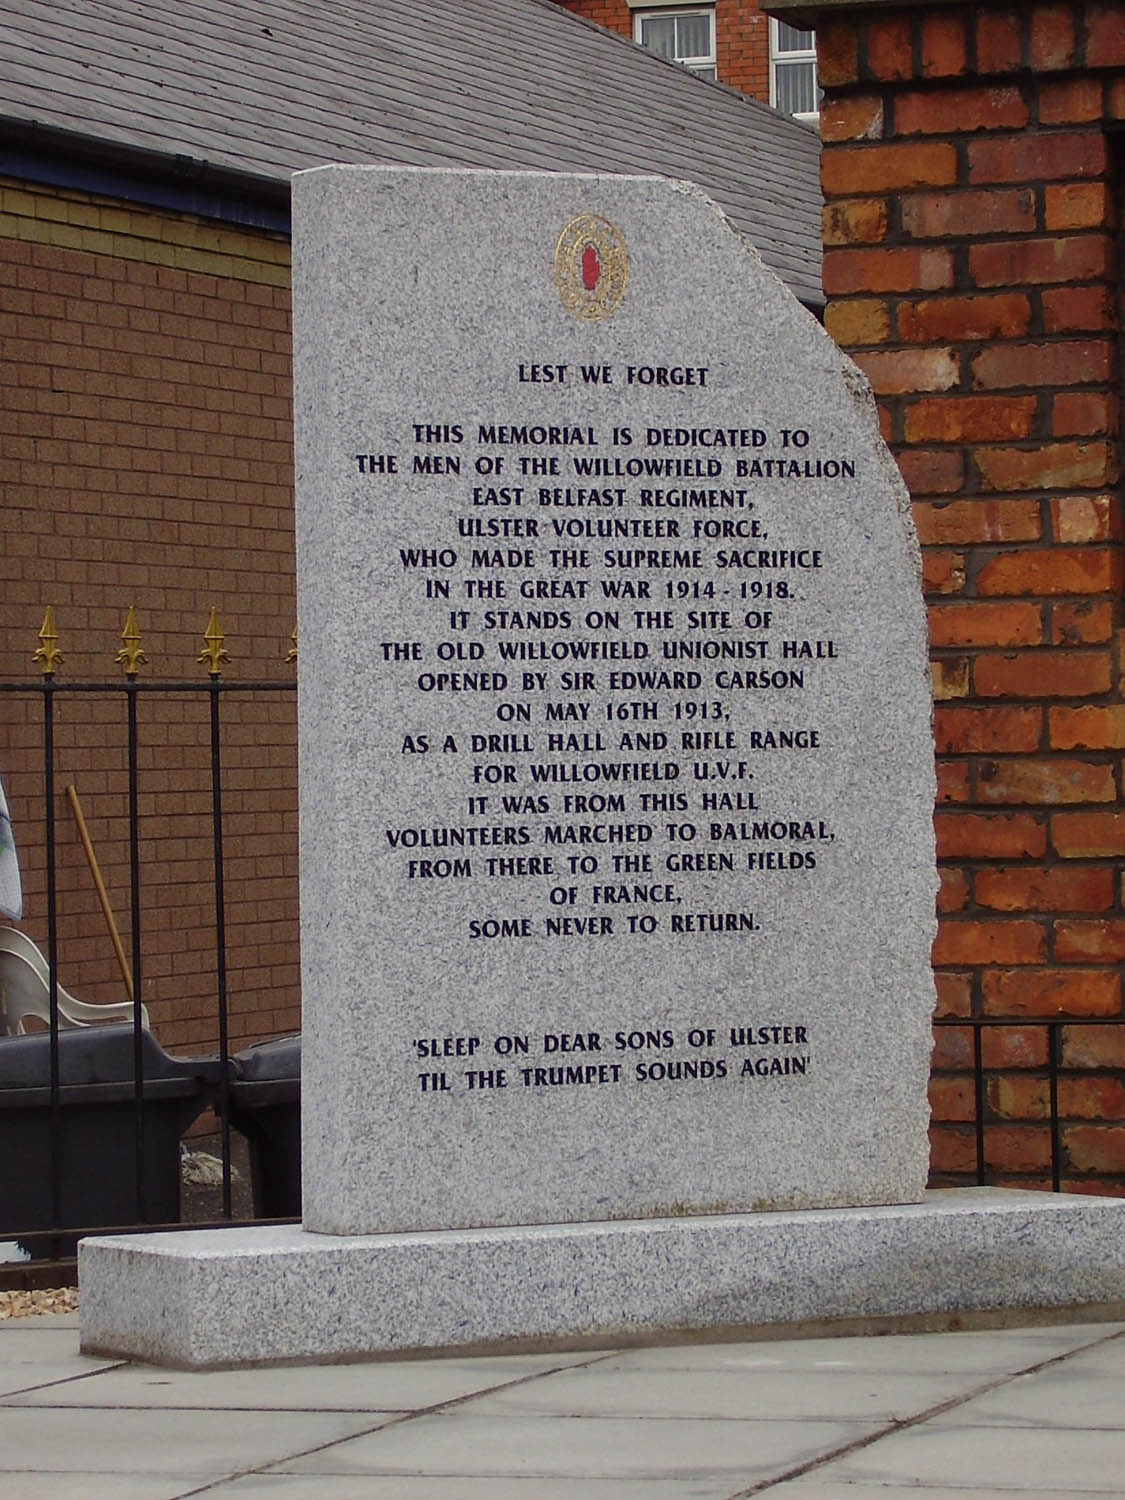 LEST WE FORGET
THIS MEMORIAL IS DEDICATED TO
THE MEN OF THE WILLOWFIELD BATTALION
EAST BELFAST REGIMENT,
ULSTER VOLUNTEER FORCE,
WHO MADE THE SUPREME SACRIFICE
IN THE GREAT WAR 1914 - 1918.
IT STANDS ON THE SITE OF
THE OLD WILLOWFIELD UNIONIST HALL
OPENED BY SIR EDWARD CARSON
ON MAY 16TH 1913,
AS A DRILL HALL AND RIFLE RANGE
FOR WILLOWFIELD U.V.F.
IT WAS FROM THIS HALL
VOLUNTEERS MARCHED TO BALMORAL,
FROM THERE TO THE GREEN FIELDS
OF FRANCE,
SOME NEVER TO RETURN.
'SLEEP ON DEAR SONS OF ULSTER
TIL THE TRUMPET SOUNDS AGAIN'